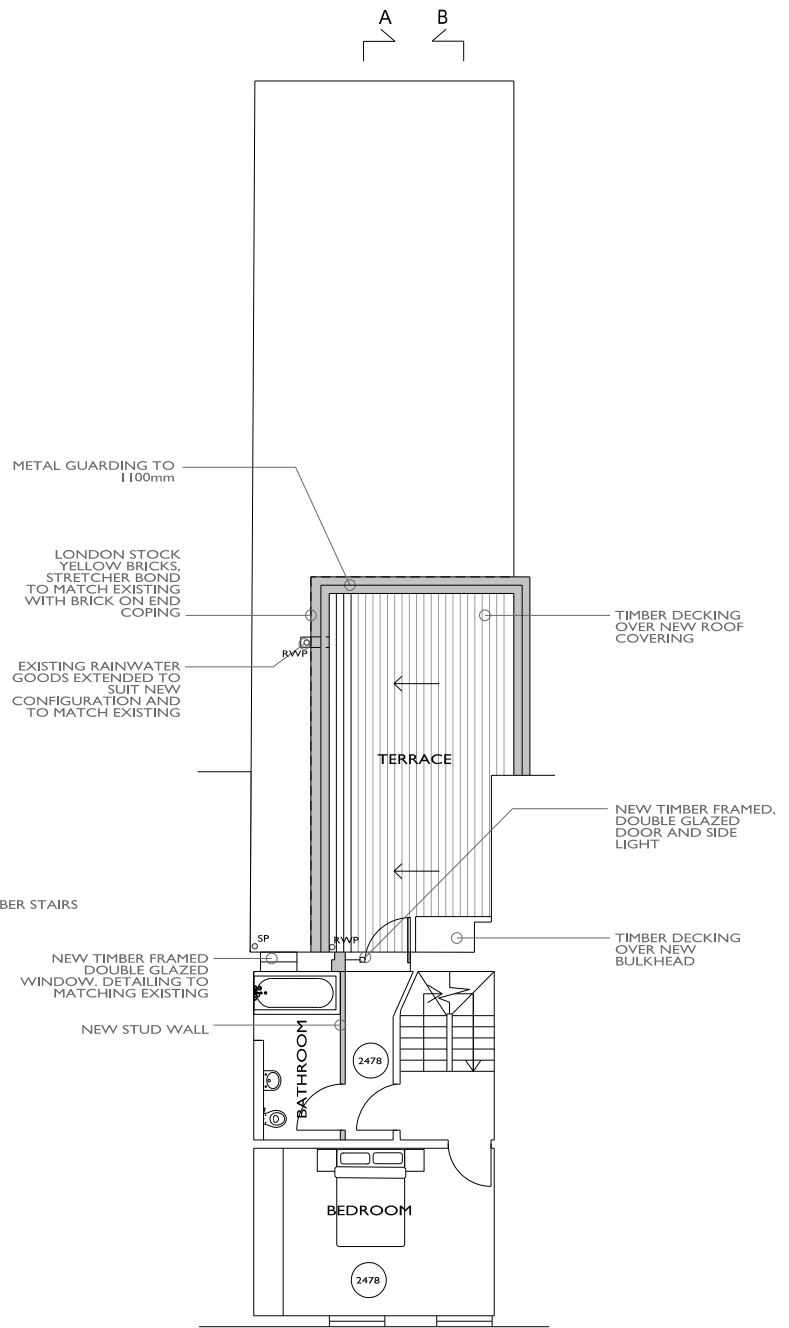 A
B
METAL GUARDING TO
1100mm
LONDON STOCK
YELLOW BRICKS,
STRETCHER BOND
TO MATCH EXISTING
WITH BRICK ON END
COPING
TIMBER DECKING
OVER NEW ROOF
COVERING
RWP
EXISTING RAINWATER
GOODS EXTENDED TO
SUIT NEW
CONFIGURATION AND
TO MATCH EXISTING
TERRACE
NEW TIMBER FRAMED,
DOUBLE GLAZED
DOOR AND SIDE
LIGHT
BER STAIRS
SP
RWP
TIMBER DECKING
OVER NEW
BULKHEAD
NEW TIMBER FRAMED
DOUBLE GLAZED
WINDOW. DETAILING TO
MATCHING EXISTING
NEW STUD WALL
BATHROOM
2478
BEDROOM
2478